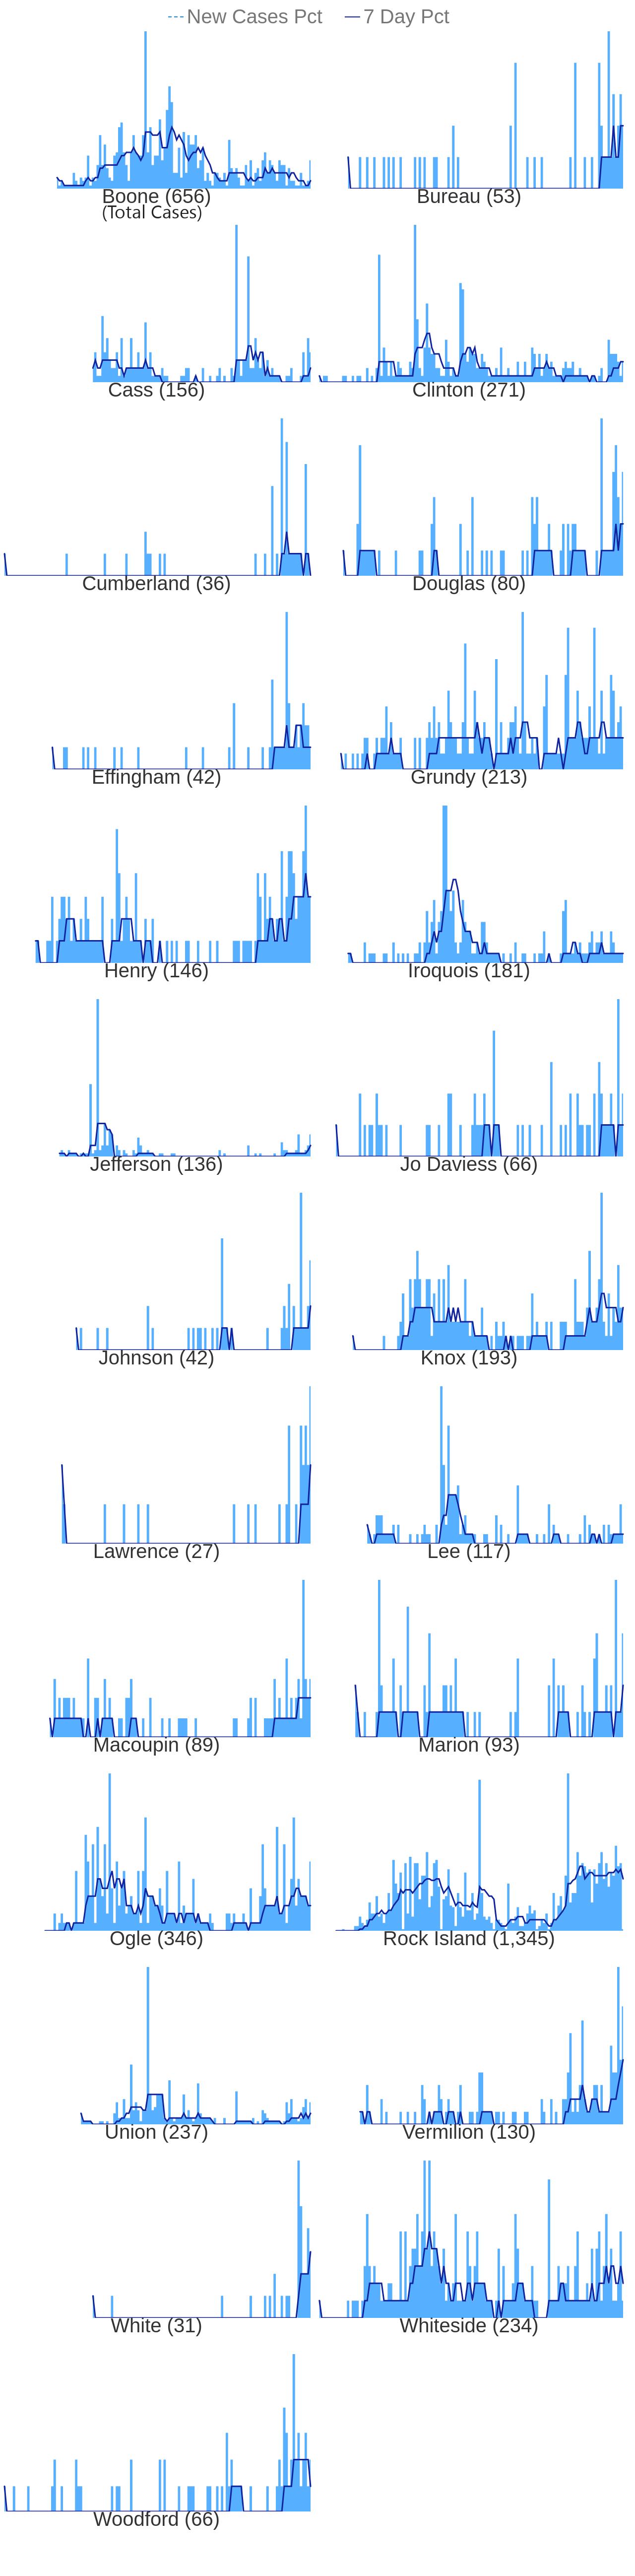 New Cases Pct 7 Day Pct
Boone (656) Bureau (53)
(Total Cases)
Cass (156) Clinton (271)
Cumberland (36) Douglas (80)
Effingham (42) Grundy (213)
Henry (146) Iroquois (181)
Jefferson (136) Jo Daviess (66)
Johnson (42) Knox (193)
Lawrence (27) Lee (117)
Macoupin (89) Marion (93)
Ogle (346) Rock Island (1,345)
Union (237) Vermilion (130)
White (31) Whiteside (234)
Woodford (66)